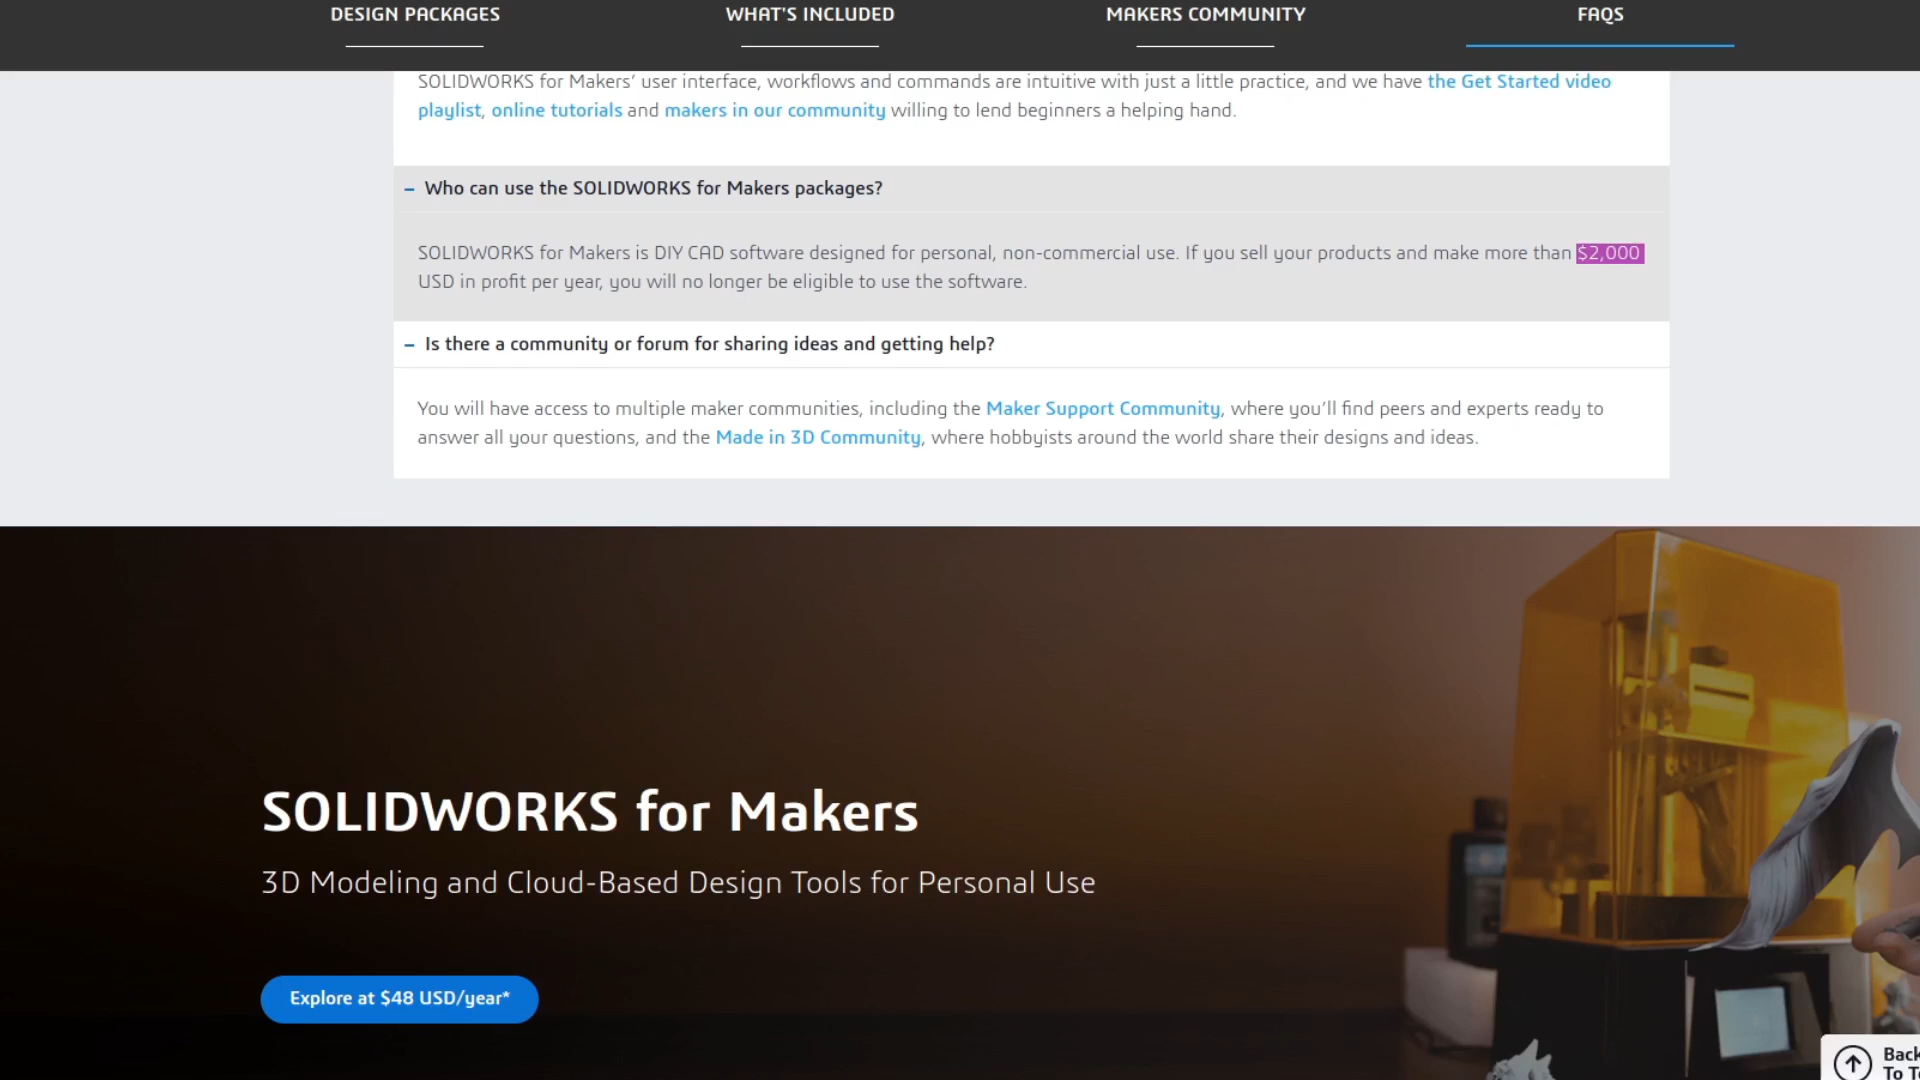 DESIGN PACKAGES
WHAT'S INCLUDED
MAKERS COMMUNITY
FAQS
SOLIDWORKS for Makers’ user interface, workflows and commands are intuitive with just a little practice, and we have the Get Started video
playlist, online tutorials and makers in our community willing to lend beginners a helping hand.
– Who can use the SOLIDWORKS for Makers packages?
SOLIDWORKS for Makers is DIY CAD software designed for personal, non-commercial use. If you sell your products and make more than $2,000
USD in profit per year, you will no longer be eligible to use the software.
– Is there a community or forum for sharing ideas and getting help?
You will have access to multiple maker communities, including the Maker Support Community, where you’ll find peers and experts ready to
answer all your questions, and the Made in 3D Community, where hobbyists around the world share their designs and ideas.
SOLIDWORKS for Makers
3D Modeling and Cloud-Based Design Tools for Personal Use
Explore at $48 USD/year*
Back
To